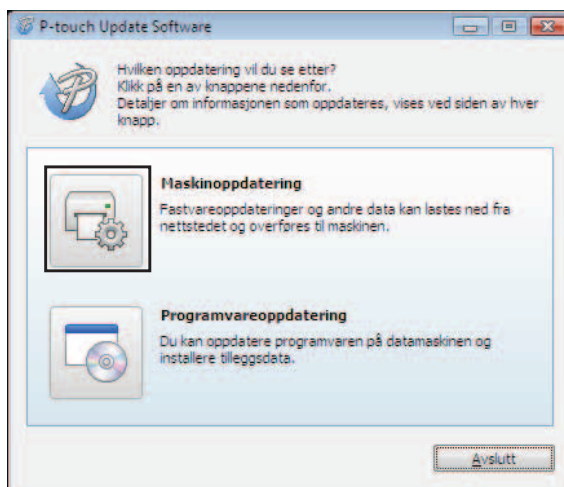 P-touch Update Software
Hvilken oppdatering vil du se etter?
Klikk på en av knappene nedenfor.
Detaljer om informasjonen som oppdateres, vises ved siden av hver
knapp.
Maskinoppdatering
Fastvareoppdateringer og andre data kan lastes ned fra
nettstedet og overføres til maskinen.
Programvareoppdatering
Du kan oppdatere programvaren på datamaskinen og
installere tilleggsdata.
Avslutt